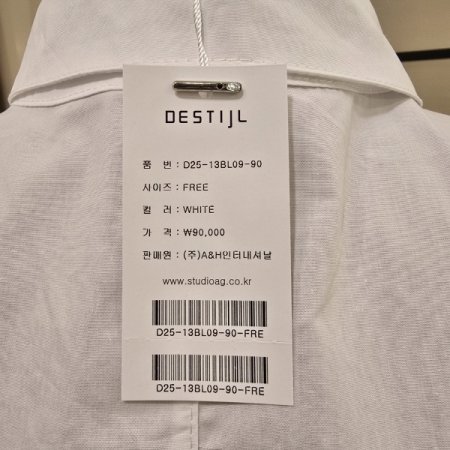 DESTIJL
품 번 : D25-13BL09-90
사이즈 : FREE
컬 러 : WHITE
가 격 : ₩90,000
판매원 : (주)A&H인터내셔날
www.studioag.co.kr
D25-13BL09-90-FRE
D25-13BL09-90-FRE